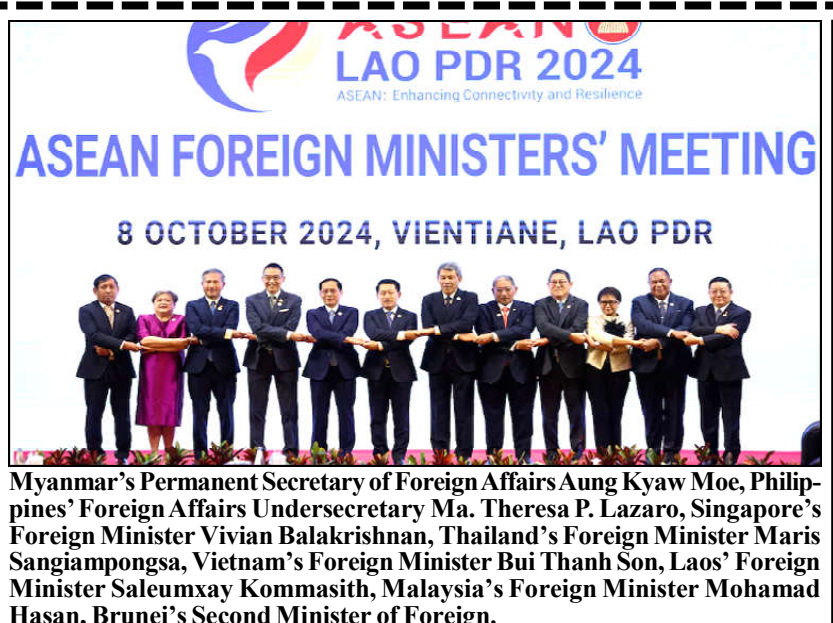 ASEAN
LAO PDR 2024
ASEAN: Enhancing Connectivity and Resilience
ASEAN FOREIGN MINISTERS' MEETING
8 OCTOBER 2024, VIENTIANE, LAO PDR
Myanmar's Permanent Secretary of Foreign Affairs Aung Kyaw Moe, Philip-
pines' Foreign Affairs Undersecretary Ma. Theresa P. Lazaro, Singapore's
Foreign Minister Vivian Balakrishnan, Thailand's Foreign Minister Maris
Sangiampongsa, Vietnam's Foreign Minister Bui Thanh Son, Laos' Foreign
Minister Saleumxay Kommasith, Malaysia's Foreign Minister Mohamad
Hasan, Brunei's Second Minister of Foreign.